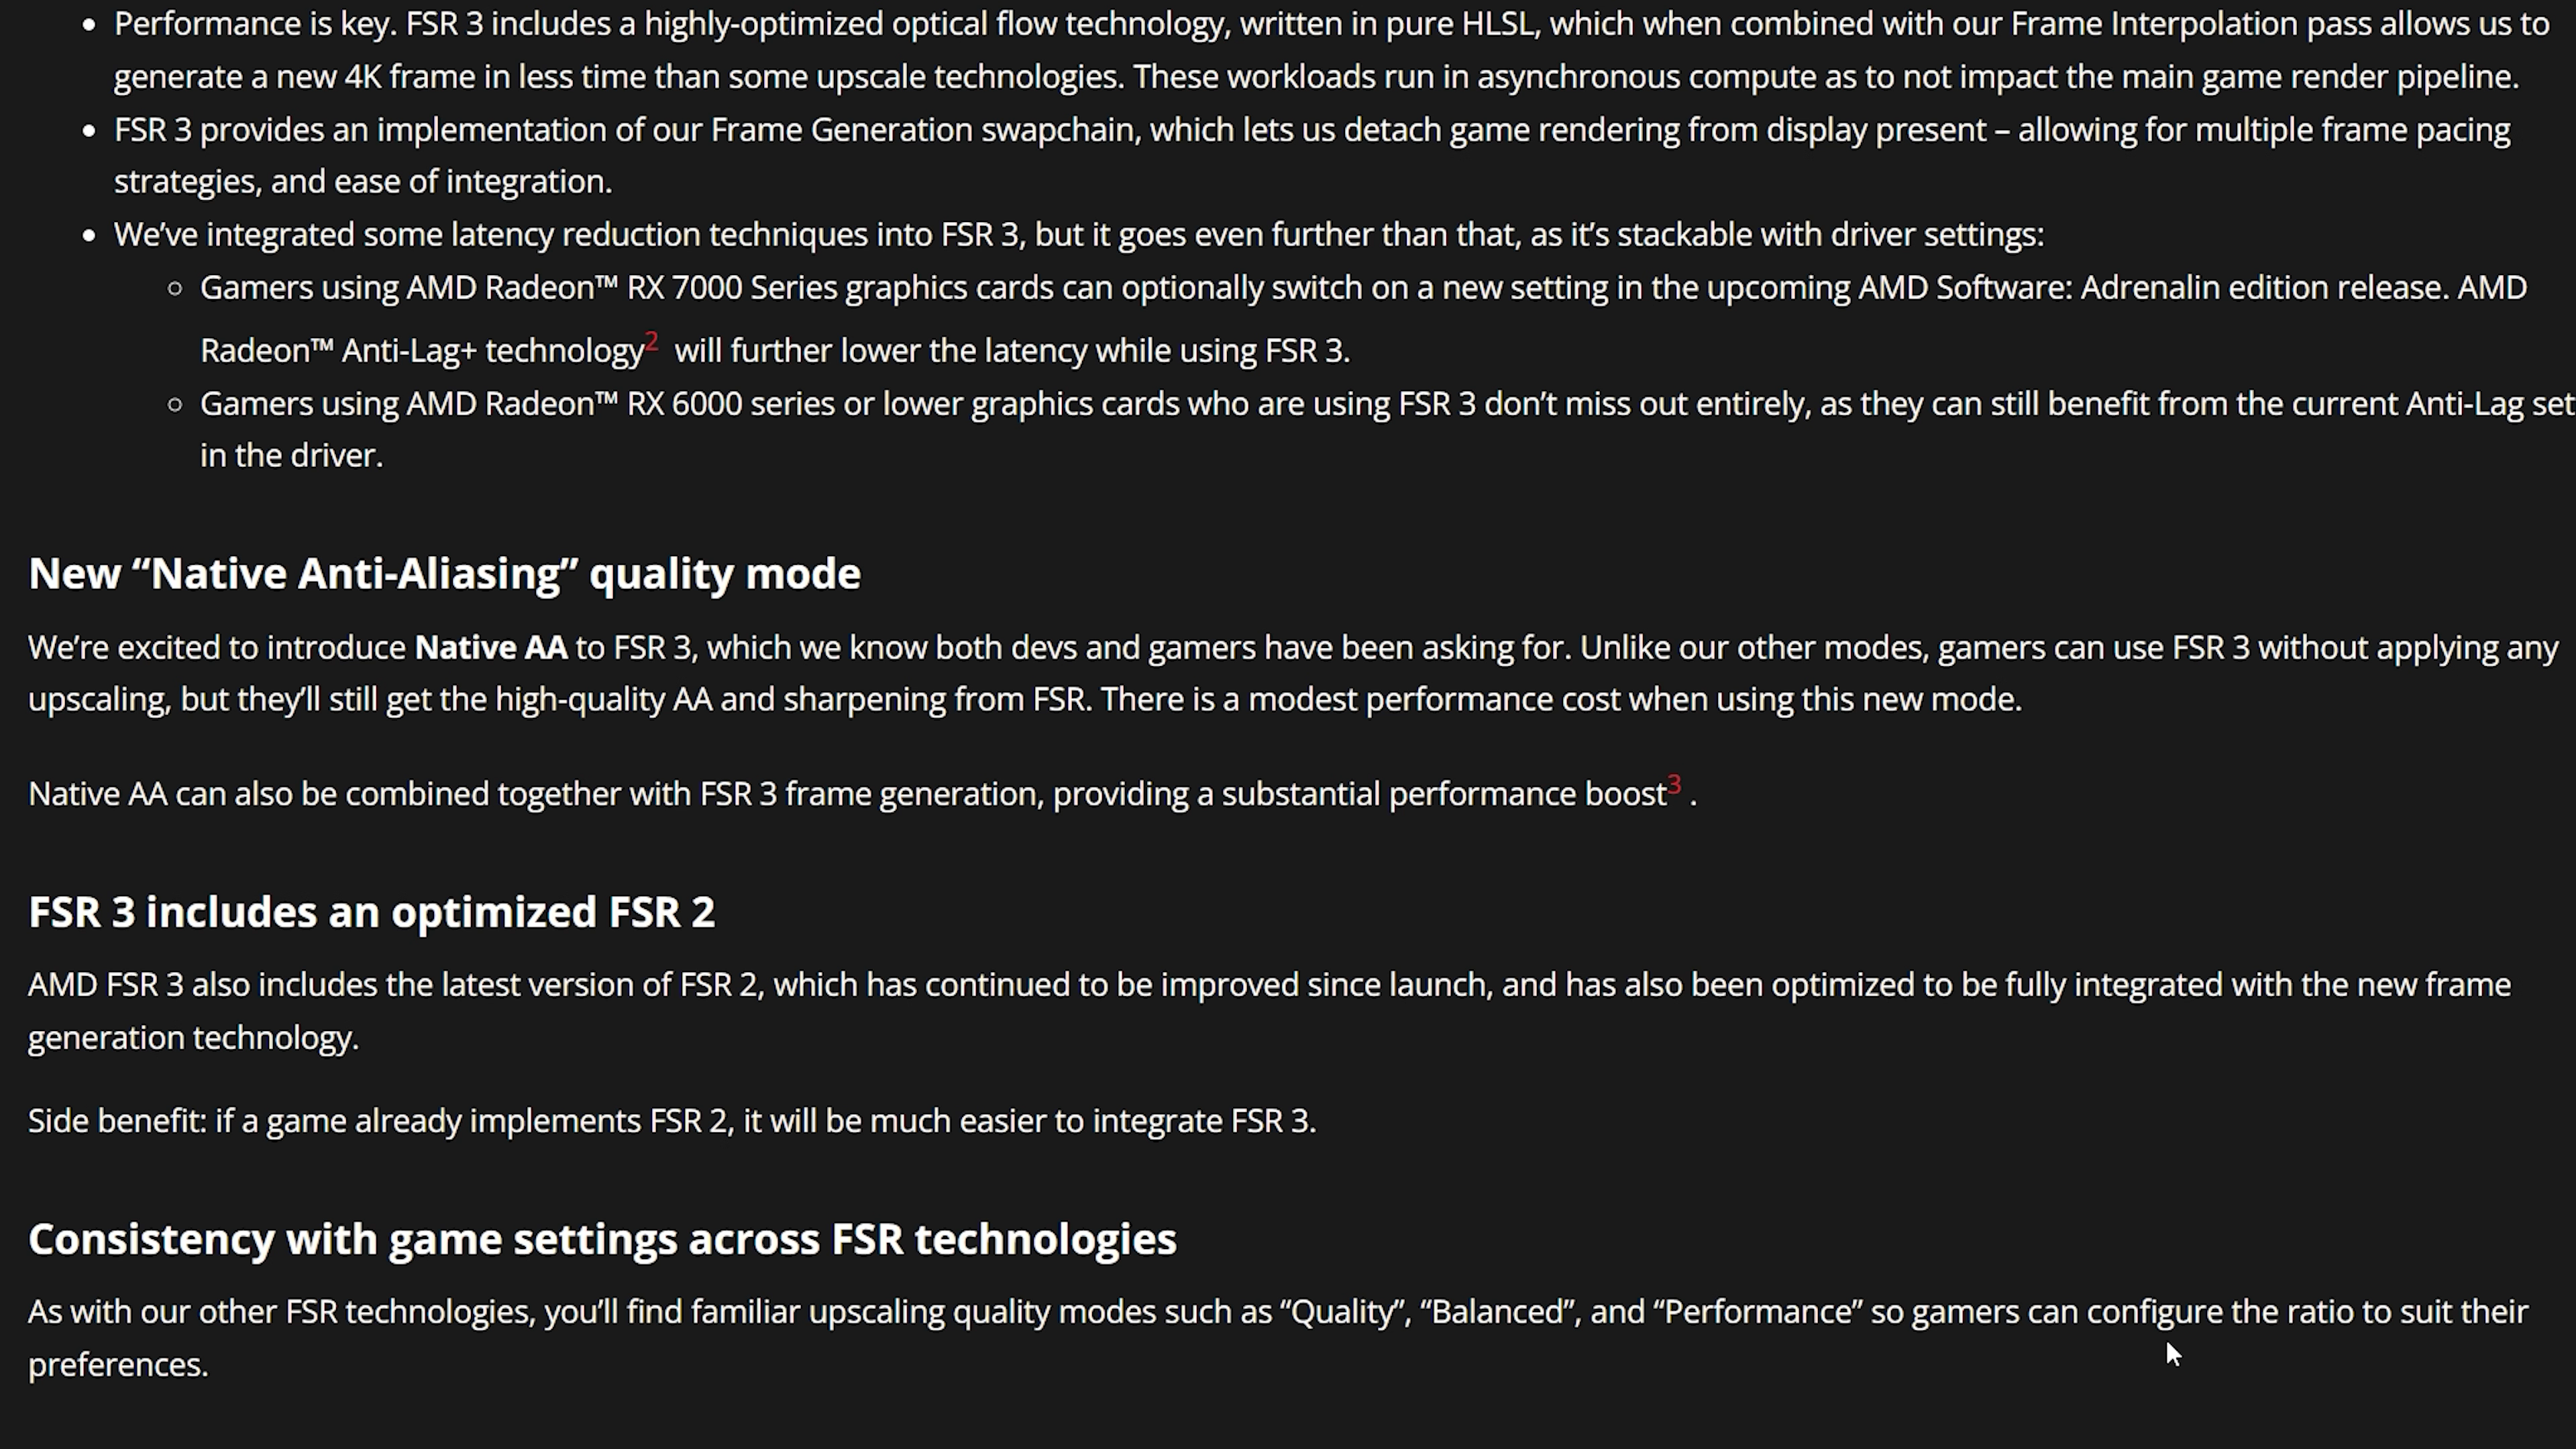 Performance is key. FSR 3 includes a highly-optimized optical flow technology, written in pure HLSL, which when combined with our Frame Interpolation pass allows us to
generate a new 4K frame in less time than some upscale technologies. These workloads run in asynchronous compute as to not impact the main game render pipeline.
FSR 3 provides an implementation of our Frame Generation swapchain, which lets us detach game rendering from display present – allowing for multiple frame pacing
strategies, and ease of integration.
We’ve integrated some latency reduction techniques into FSR 3, but it goes even further than that, as it’s stackable with driver settings:
Gamers using AMD Radeon™ RX 7000 Series graphics cards can optionally switch on a new setting in the upcoming AMD Software: Adrenalin edition release. AMD
Radeon™ Anti-Lag+ technology2 will further lower the latency while using FSR 3.
Gamers using AMD Radeon™ RX 6000 series or lower graphics cards who are using FSR 3 don’t miss out entirely, as they can still benefit from the current Anti-Lag set
in the driver.
New “Native Anti-Aliasing” quality mode
We’re excited to introduce Native AA to FSR 3, which we know both devs and gamers have been asking for. Unlike our other modes, gamers can use FSR 3 without applying any
upscaling, but they’ll still get the high-quality AA and sharpening from FSR. There is a modest performance cost when using this new mode.
Native AA can also be combined together with FSR 3 frame generation, providing a substantial performance boost3 .
FSR 3 includes an optimized FSR 2
AMD FSR 3 also includes the latest version of FSR 2, which has continued to be improved since launch, and has also been optimized to be fully integrated with the new frame
generation technology.
Side benefit: if a game already implements FSR 2, it will be much easier to integrate FSR 3.
Consistency with game settings across FSR technologies
As with our other FSR technologies, you’ll find familiar upscaling quality modes such as “Quality”, “Balanced”, and “Performance” so gamers can configure the ratio to suit their
preferences.